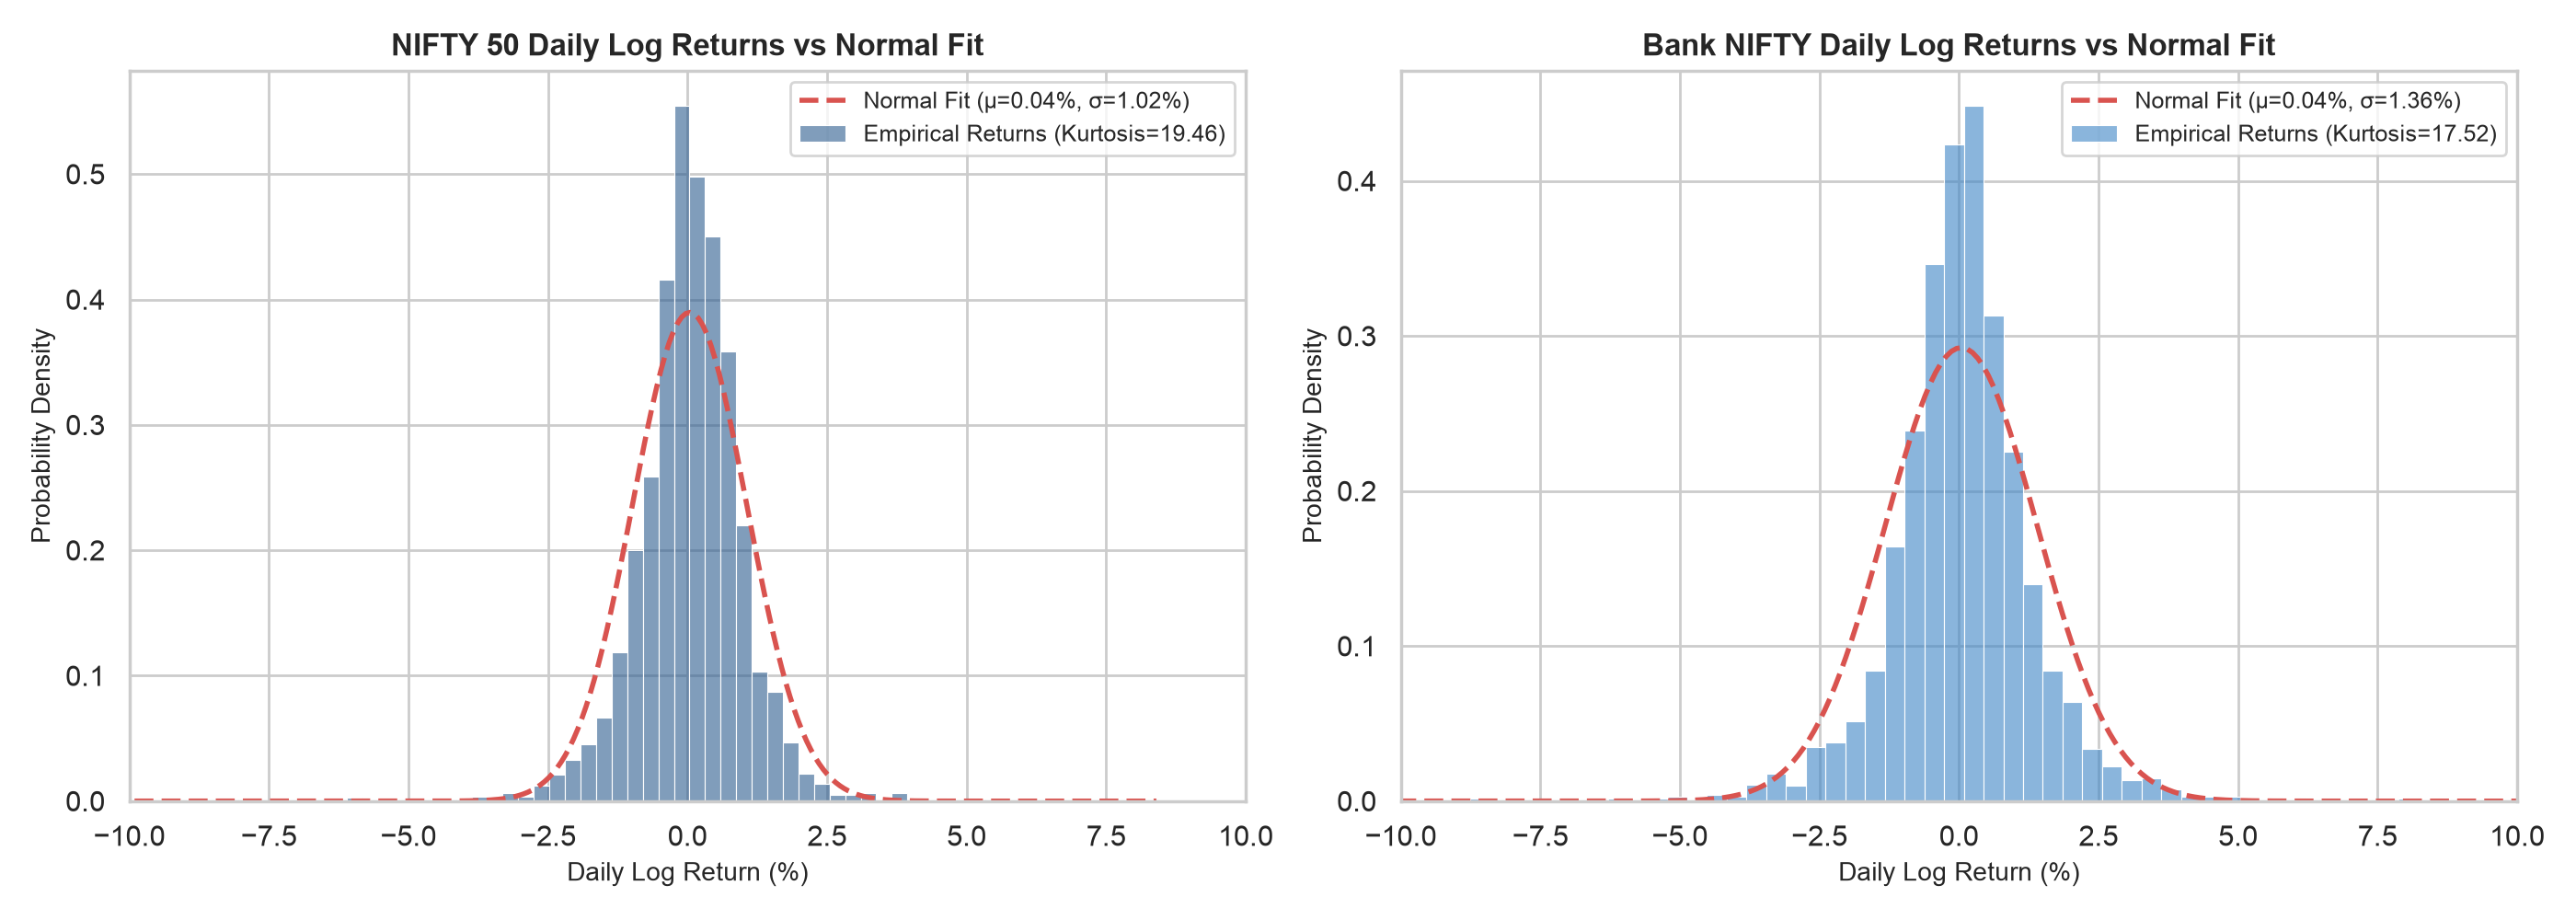 NIFTY 50 Daily Log Returns vs Normal Fit
Normal Fit (μ=0.04%, σ=1.02%)
Empirical Returns (Kurtosis=19.46)
Probability Density
0.5
0.4
0.3
0.2
0.1
0.0
−10.0 −7.5 −5.0 −2.5 0.0 2.5 5.0 7.5 10.0
Daily Log Return (%)
Bank NIFTY Daily Log Returns vs Normal Fit
Normal Fit (μ=0.04%, σ=1.36%)
Empirical Returns (Kurtosis=17.52)
Probability Density
0.4
0.3
0.2
0.1
0.0
−10.0 −7.5 −5.0 −2.5 0.0 2.5 5.0 7.5 10.0
Daily Log Return (%)